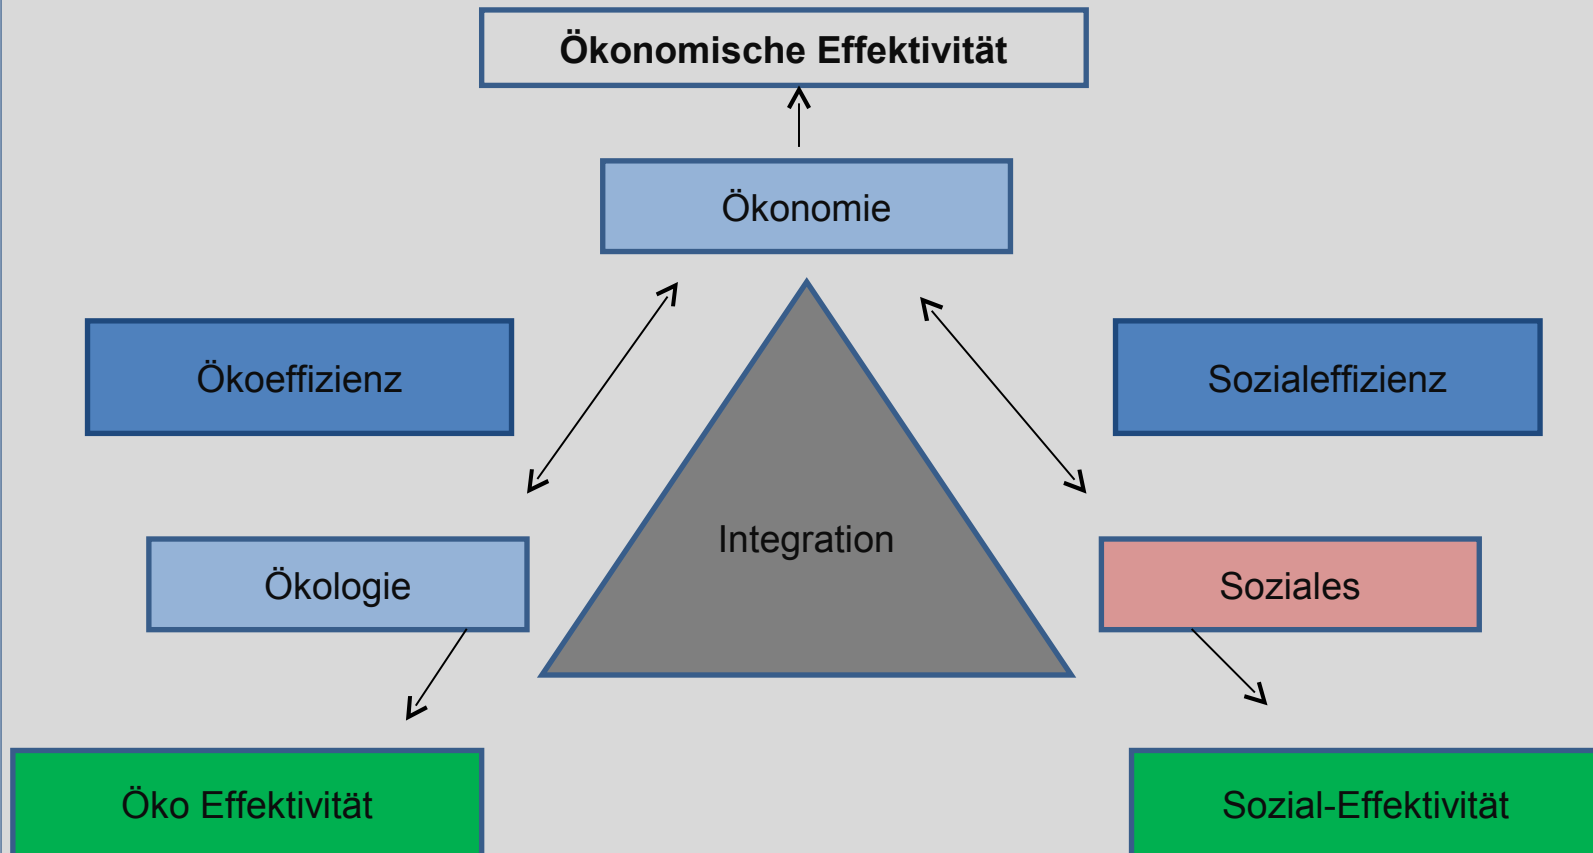 Ökonomische Effektivität
Ökonomie
Ökoeffizienz
Sozialeffizienz
Integration
Ökologie
Soziales
Öko Effektivität
Sozial-Effektivität